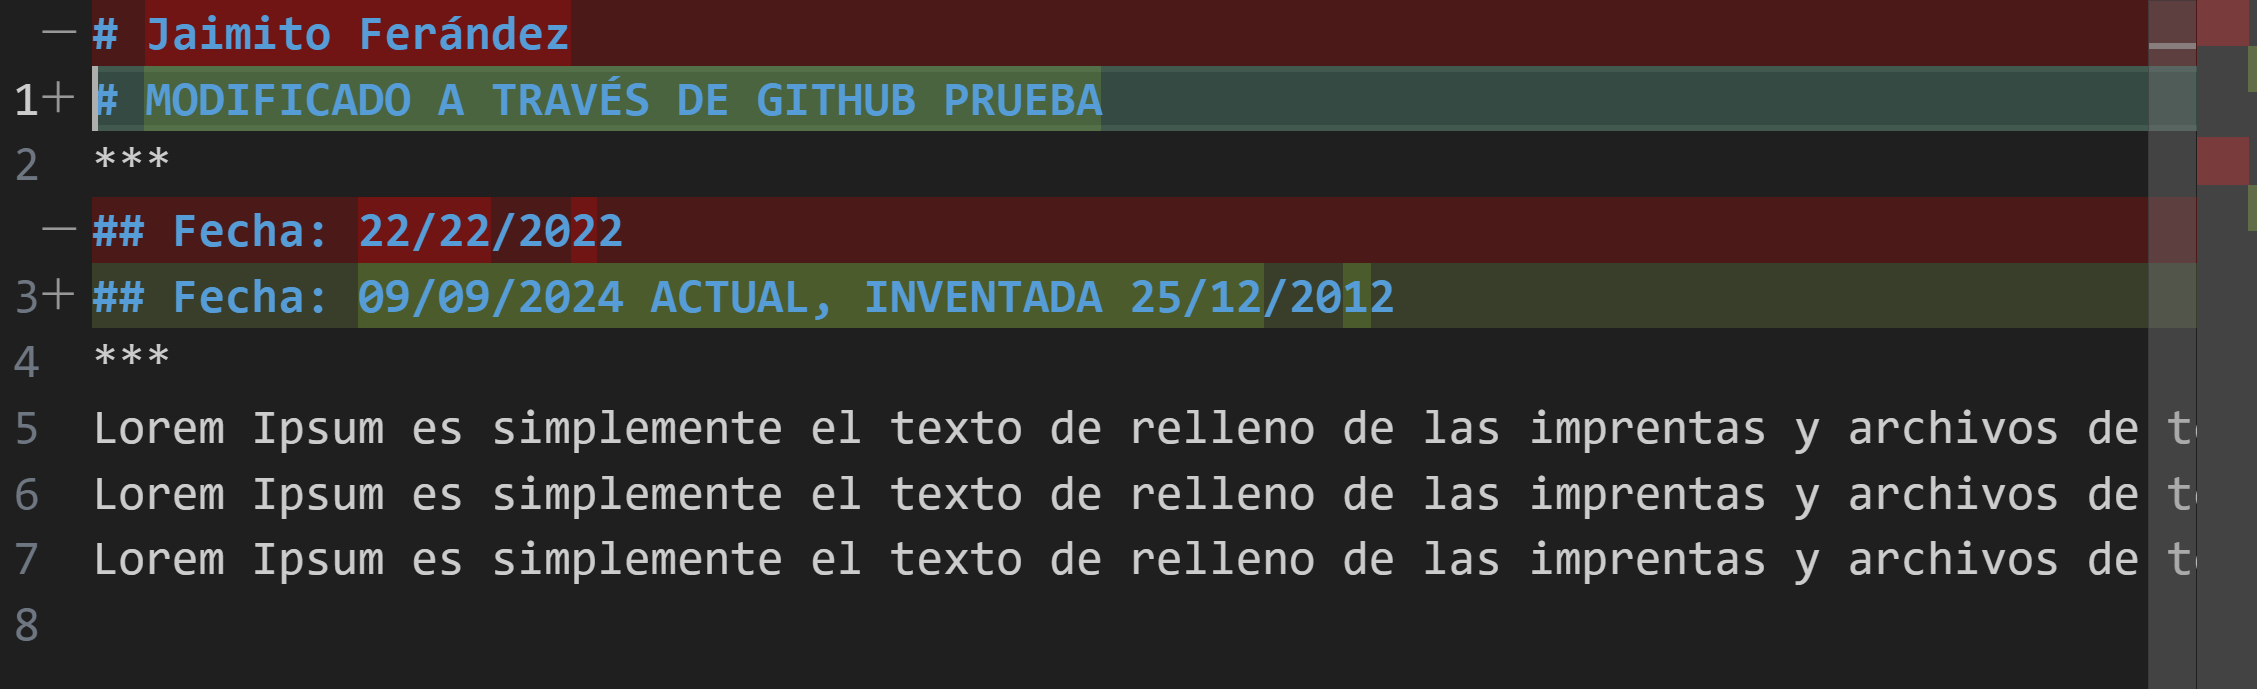 — # Jaimito Ferández
1+ # MODIFICADO A TRAVÉS DE GITHUB PRUEBA
2 ***
— ## Fecha: 22/22/2022
3+ ## Fecha: 09/09/2024 ACTUAL, INVENTADA 25/12/2012
4 ***
5 Lorem Ipsum es simplemente el texto de relleno de las imprentas y archivos de
6 Lorem Ipsum es simplemente el texto de relleno de las imprentas y archivos de
7 Lorem Ipsum es simplemente el texto de relleno de las imprentas y archivos de
8